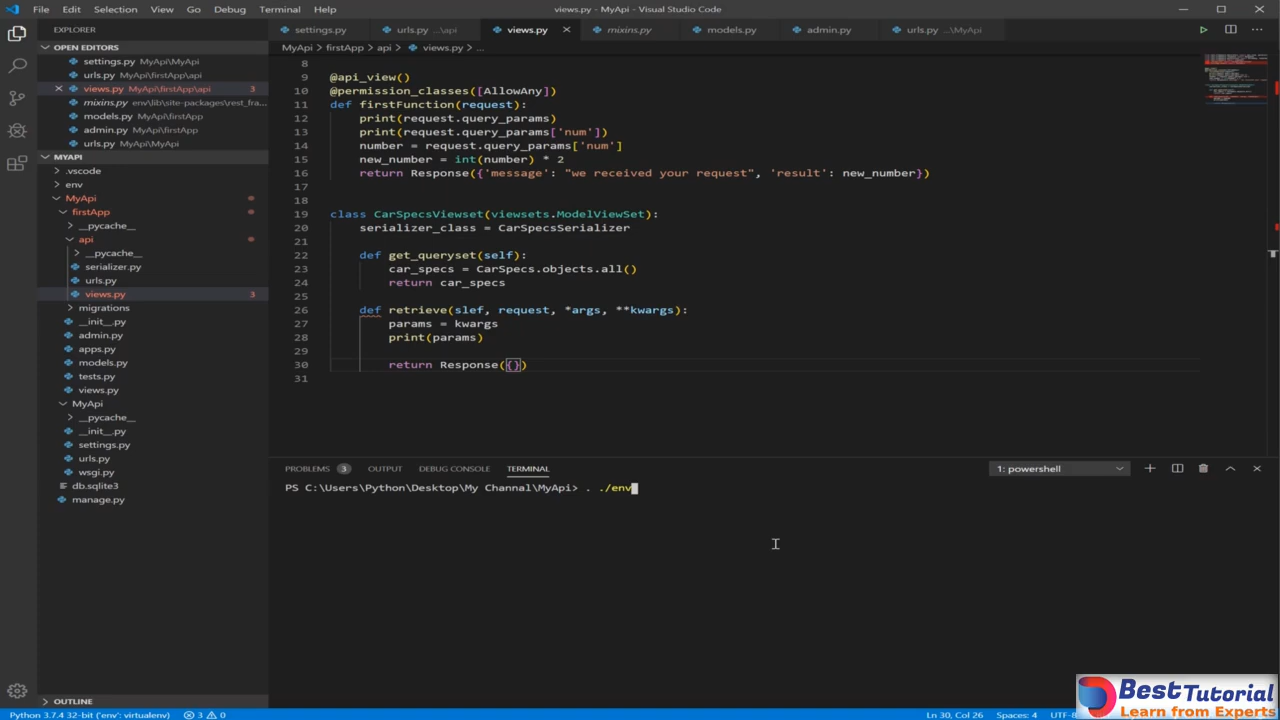 File Edit Selection View Go Debug Terminal Help
views.py - MyApi - Visual Studio Code
EXPLORER
settings.py
urls.py ...\api
views.py
mixins.py
models.py
admin.py
urls.py ...\MyApi
OPEN EDITORS
settings.py MyApi\MyApi
urls.py MyApi\firstApp\api
views.py MyApi\firstApp\api 3
mixins.py env\lib\site-packages\rest_fra...
models.py MyApi\firstApp
admin.py MyApi\firstApp
urls.py MyApi\MyApi
MYAPI
.vscode
env
MyApi
firstApp
__pycache__
api
__pycache__
serializer.py
urls.py
views.py 3
migrations
__init__.py
admin.py
apps.py
models.py
tests.py
views.py
MyApi
__pycache__
__init__.py
settings.py
urls.py
wsgi.py
db.sqlite3
manage.py
OUTLINE
MyApi > firstApp > api > views.py > ...
8
9 @api_view()
10 @permission_classes([AllowAny])
11 def firstFunction(request):
12 print(request.query_params)
13 print(request.query_params['num'])
14 number = request.query_params['num']
15 new_number = int(number) * 2
16 return Response({'message': "we received your request", 'result': new_number})
17
18
19 class CarSpecsViewset(viewsets.ModelViewSet):
20 serializer_class = CarSpecsSerializer
21
22 def get_queryset(self):
23 car_specs = CarSpecs.objects.all()
24 return car_specs
25
26 def retrieve(slef, request, *args, **kwargs):
27 params = kwargs
28 print(params)
29
30 return Response({})
31
PROBLEMS 3 OUTPUT DEBUG CONSOLE TERMINAL
1: powershell
PS C:\Users\Python\Desktop\My Channal\MyApi> . ./env
Python 3.7.4 32-bit ('env': virtualenv) 3 0
Ln 30, Col 26 Spaces: 4 UTF-8
BestTutorial
Learn from Experts